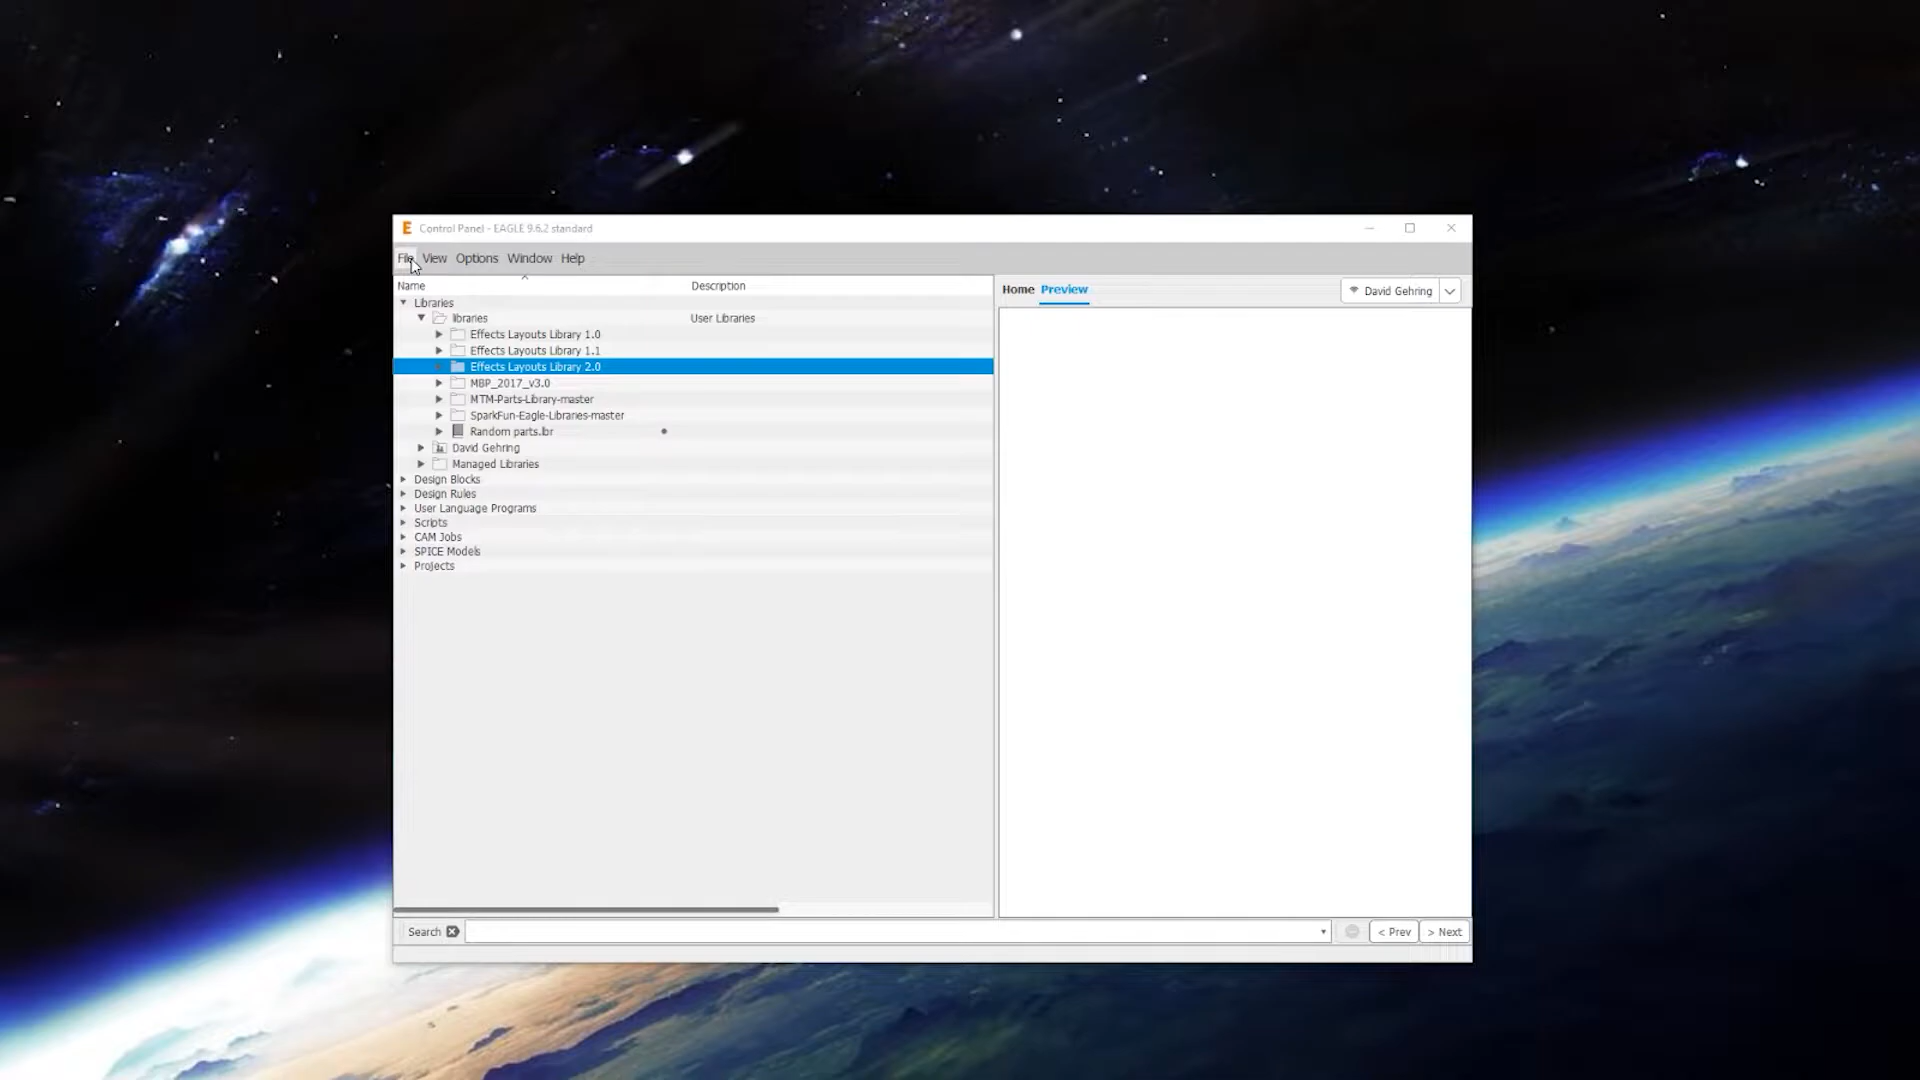 E Control Panel - EAGLE 9.6.2 standard
File View Options Window Help
Name Description
Home Preview David Gehring
Libraries
libraries User Libraries
Effects Layouts Library 1.0
Effects Layouts Library 1.1
Effects Layouts Library 2.0
MBP_2017_v3.0
MTM-Parts-Library-master
SparkFun-Eagle-Libraries-master
Random parts.lbr
David Gehring
Managed Libraries
Design Blocks
Design Rules
User Language Programs
Scripts
CAM Jobs
SPICE Models
Projects
Search < Prev > Next